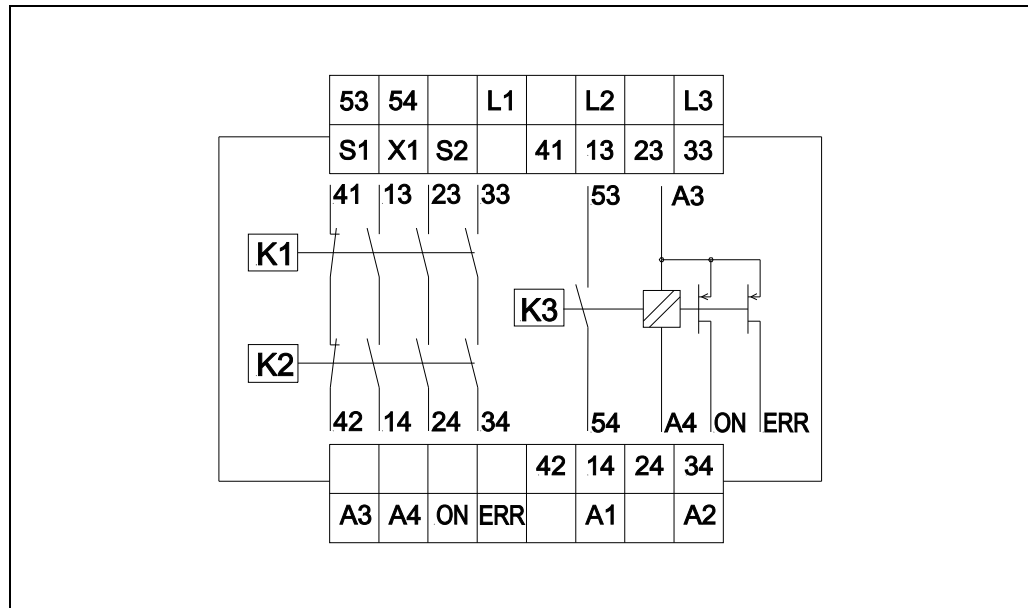 53 54 L1 L2 L3
S1 X1 S2 41 13 23 33
41 13 23 33 53 A3
K1
K3
K2
42 14 24 34 54 A4 ON ERR
42 14 24 34
A3 A4 ON ERR A1 A2